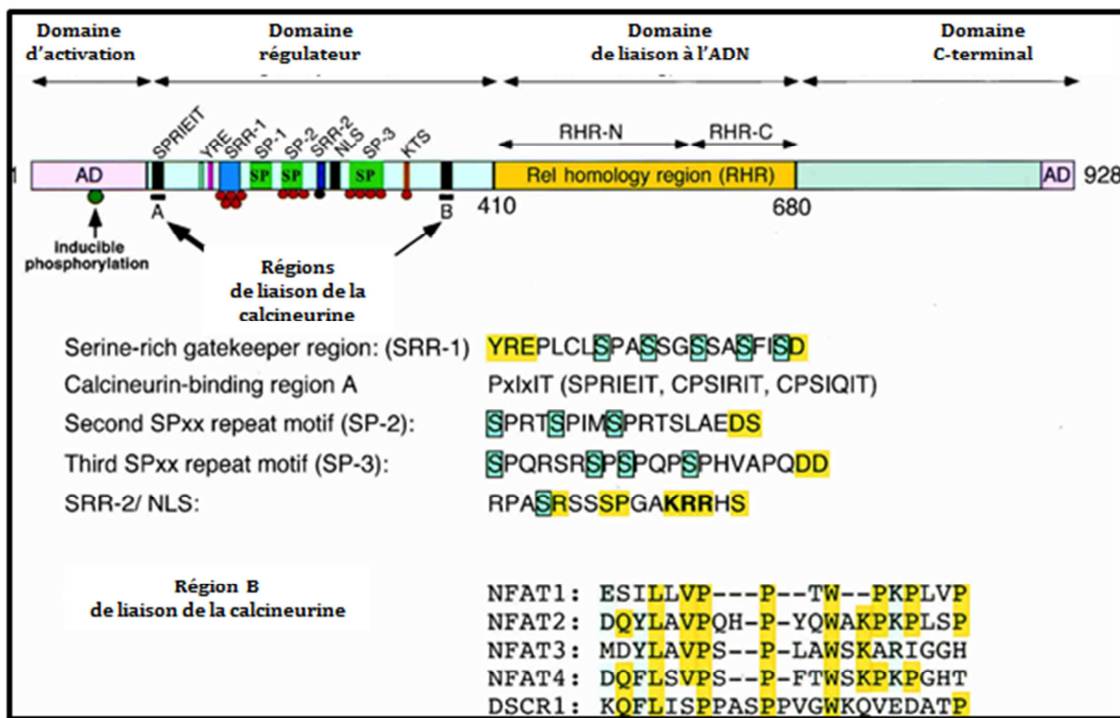 Domaine
d'activation
Domaine
régulateur
Domaine
de liaison à l'ADN
Domaine
C-terminal
SPRIEIT
YRE
SRR-1
SP-1
SP-2
SRR-2
NLS
SP-3
KTS
RHR-N
RHR-C
1
AD
SP
SP
SP
Rel homology region (RHR)
AD
928
A
B
410
680
Inducible
phosphorylation
Régions
de liaison de la
calcineurine
Serine-rich gatekeeper region: (SRR-1) YREPLCLSPASSGSSASFISD
Calcineurin-binding region A PxIxIT (SPRIEIT, CPSIRIT, CPSIQIT)
Second SPxx repeat motif (SP-2): SPRTSPIMSPRTSLAEDS
Third SPxx repeat motif (SP-3): SPQRSRSPSPQPSPHVAPQDD
SRR-2/ NLS: RPASRSSSPGAKRRHS
Région B
de liaison de la calcineurine
NFAT1: ESILLVPP---P--TW--PKPLVP
NFAT2: DQYLAVPQH-P-YQWAKPKPLSP
NFAT3: MDYLAVPS--P-LAWSKARIGGH
NFAT4: DQFLSVPS--P-FTWSKPKPGHT
DSCR1: KQFLISPPASPPVGWKQVEDATP